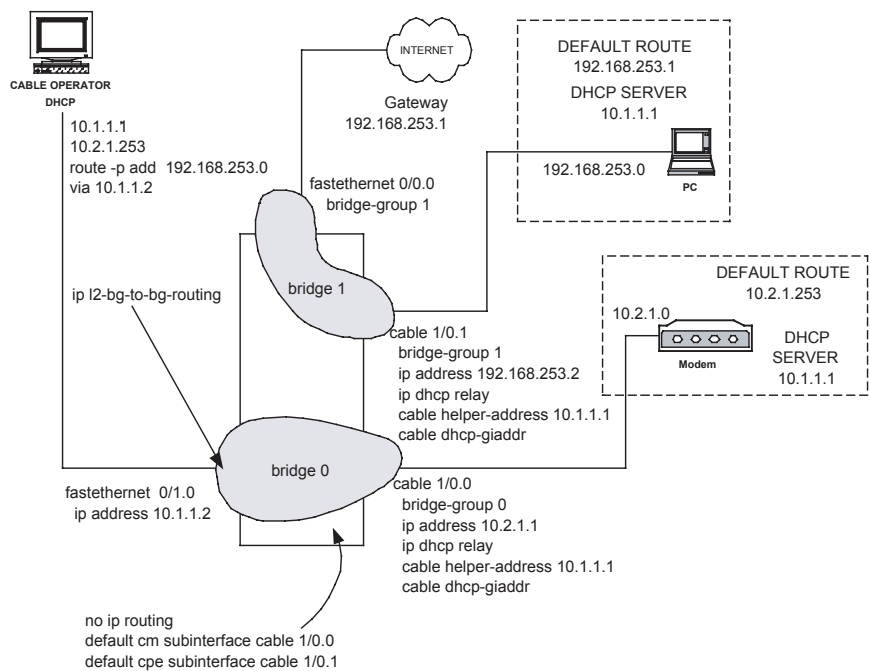 CABLE OPERATOR
DHCP
10.1.1.1
10.2.1.253
route -p add 192.168.253.0
via 10.1.1.2
INTERNET
Gateway
192.168.253.1
DEFAULT ROUTE
192.168.253.1
DHCP SERVER
10.1.1.1
192.168.253.0
PC
fastethernet 0/0.0
bridge-group 1
bridge 1
ip l2-bg-to-bg-routing
cable 1/0.1
bridge-group 1
ip address 192.168.253.2
ip dhcp relay
cable helper-address 10.1.1.1
cable dhcp-giaddr
DEFAULT ROUTE
10.2.1.253
10.2.1.0
Modem
DHCP
SERVER
10.1.1.1
bridge 0
fastethernet 0/1.0
ip address 10.1.1.2
cable 1/0.0
bridge-group 0
ip address 10.2.1.1
ip dhcp relay
cable helper-address 10.1.1.1
cable dhcp-giaddr
no ip routing
default cm subinterface cable 1/0.0
default cpe subinterface cable 1/0.1